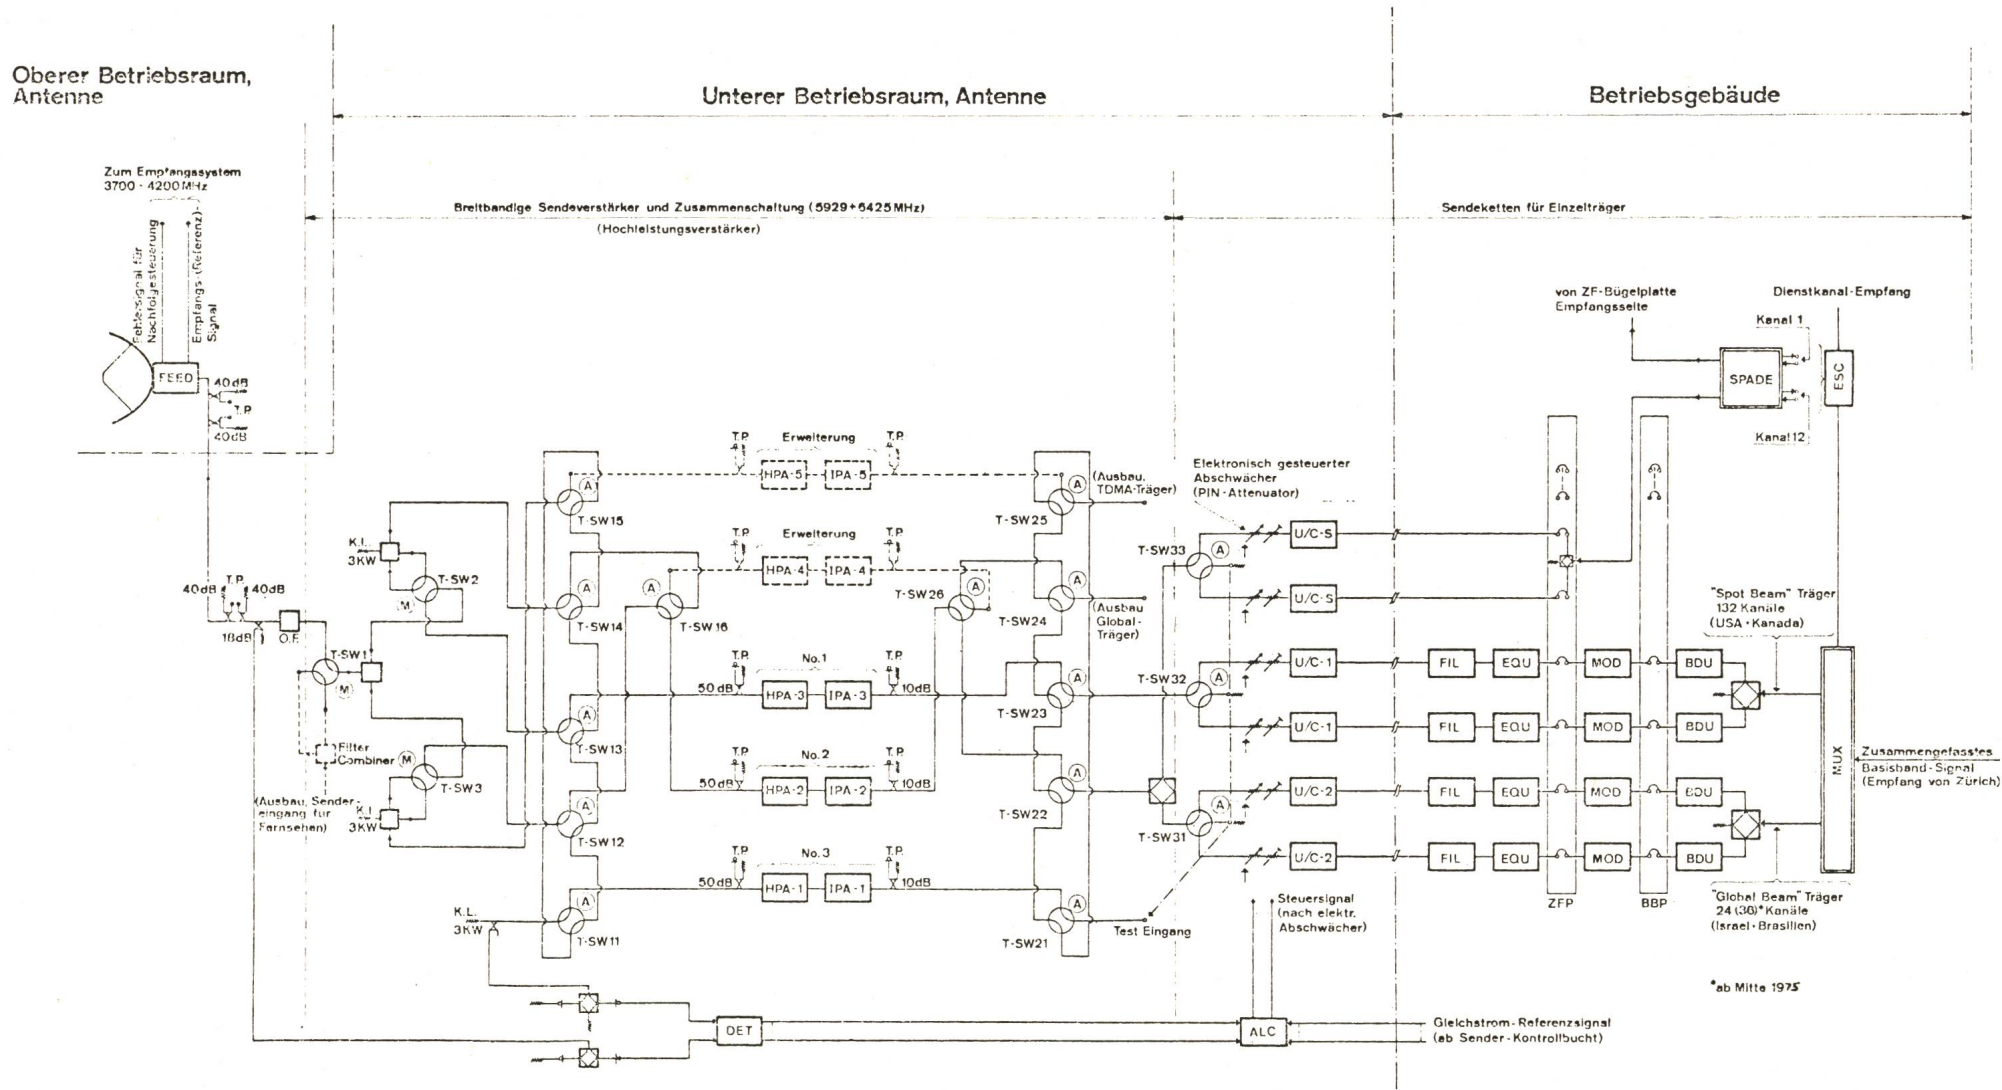 Oberer Betriebsraum,
Antenne
Unterer Betriebsraum, Antenne
Betriebsgebäude
Zum Empfangssystem
3700 - 4200 MHz
Breitbandige Sendeverstärker und Zusammenschaltung (5929÷6425 MHz)
(Hochleistungsverstärker)
Sendeketten für Einzelträger
Fehlersignal für
Nachfolgesteuerung
Empfangs-(Referenz)-
Signal
FEED
40dB
T.P.
40dB
von ZF-Bügelplatte
Empfangsseite
Dienstkanal-Empfang
Kanal 1
SPADE
ESC
Kanal 12
T.P.
Erweiterung
T.P.
HPA-5
IPA-5
A
T-SW15
A
T-SW25
(Ausbau,
TDMA-Träger)
Elektronisch gesteuerter
Abschwächer
(PIN-Attenuator)
U/C-S
T-SW33
A
K.L.
3KW
T-SW2
M
T.P.
Erweiterung
T.P.
HPA-4
IPA-4
A
T-SW14
A
T-SW16
T-SW26
A
A
T-SW24
(Ausbau
Global-
Träger)
U/C-S
40dB
T.P.
40dB
18dB
O.F.
T-SW1
M
"Spot Beam" Träger
132 Kanäle
(USA - Kanada)
T.P.
No.1
T.P.
50dB
HPA-3
IPA-3
10dB
A
T-SW13
A
T-SW23
T-SW32
A
U/C-1
FIL
EQU
MOD
BDU
U/C-1
FIL
EQU
MOD
BDU
Filter
Combiner
M
T-SW3
(Ausbau, Sender-
eingang für
Fernsehen)
K.L.
3KW
T.P.
No.2
T.P.
50dB
HPA-2
IPA-2
10dB
A
T-SW12
A
T-SW22
A
T-SW31
U/C-2
FIL
EQU
MOD
BDU
U/C-2
FIL
EQU
MOD
BDU
MUX
Zusammengefasstes
Basisband-Signal
(Empfang von Zürich)
T.P.
No.3
T.P.
50dB
HPA-1
IPA-1
10dB
K.L.
3KW
A
T-SW11
A
T-SW21
Test Eingang
Steuersignal
(nach elektr.
Abschwächer)
ZFP
BBP
"Global Beam" Träger
24 (36)* Kanäle
(Israel - Brasilien)
*ab Mitte 1975
DET
ALC
Gleichstrom-Referenzsignal
(ab Sender-Kontrollbucht)